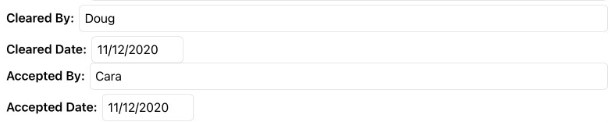 Cleared By: Doug
Cleared Date: 11/12/2020
Accepted By: Cara
Accepted Date: 11/12/2020